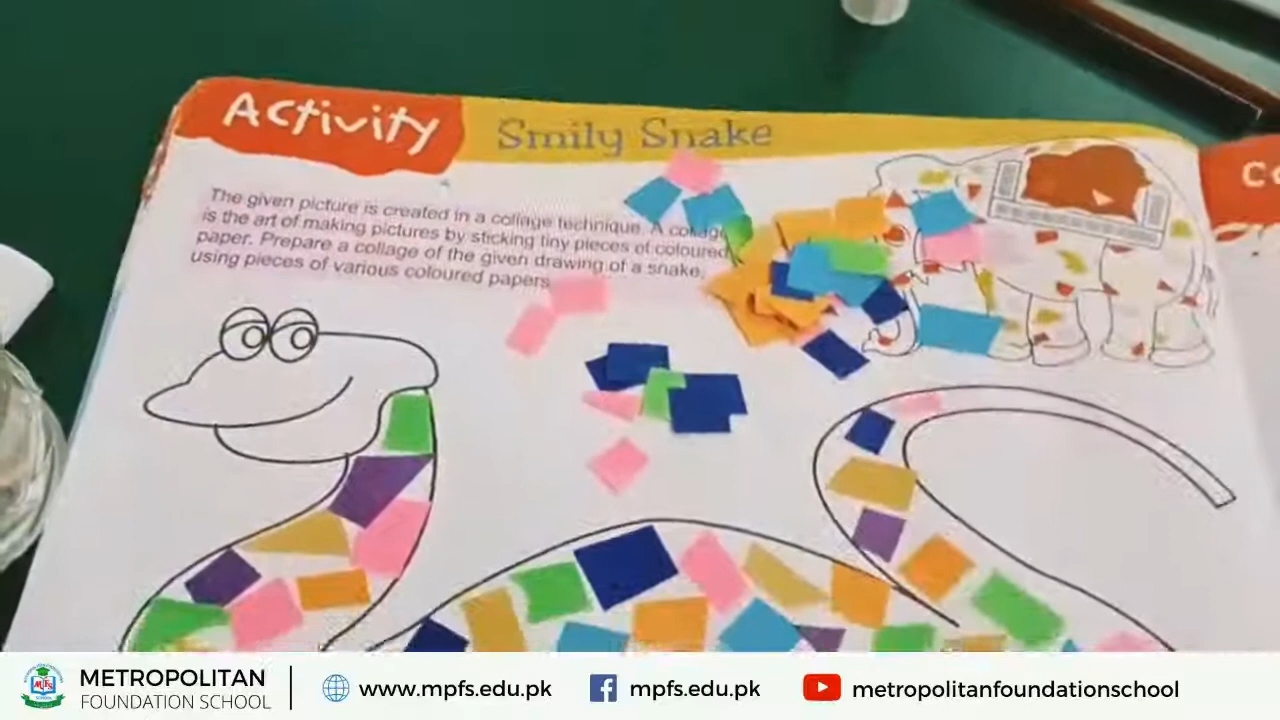 Activity
Smily Snake
The given picture is created in a collage technique. A collage
is the art of making pictures by sticking tiny pieces of coloured
paper. Prepare a collage of the given drawing of a snake,
using pieces of various coloured papers
METROPOLITAN
FOUNDATION SCHOOL
www.mpfs.edu.pk
mpfs.edu.pk
metropolitanfoundationschool